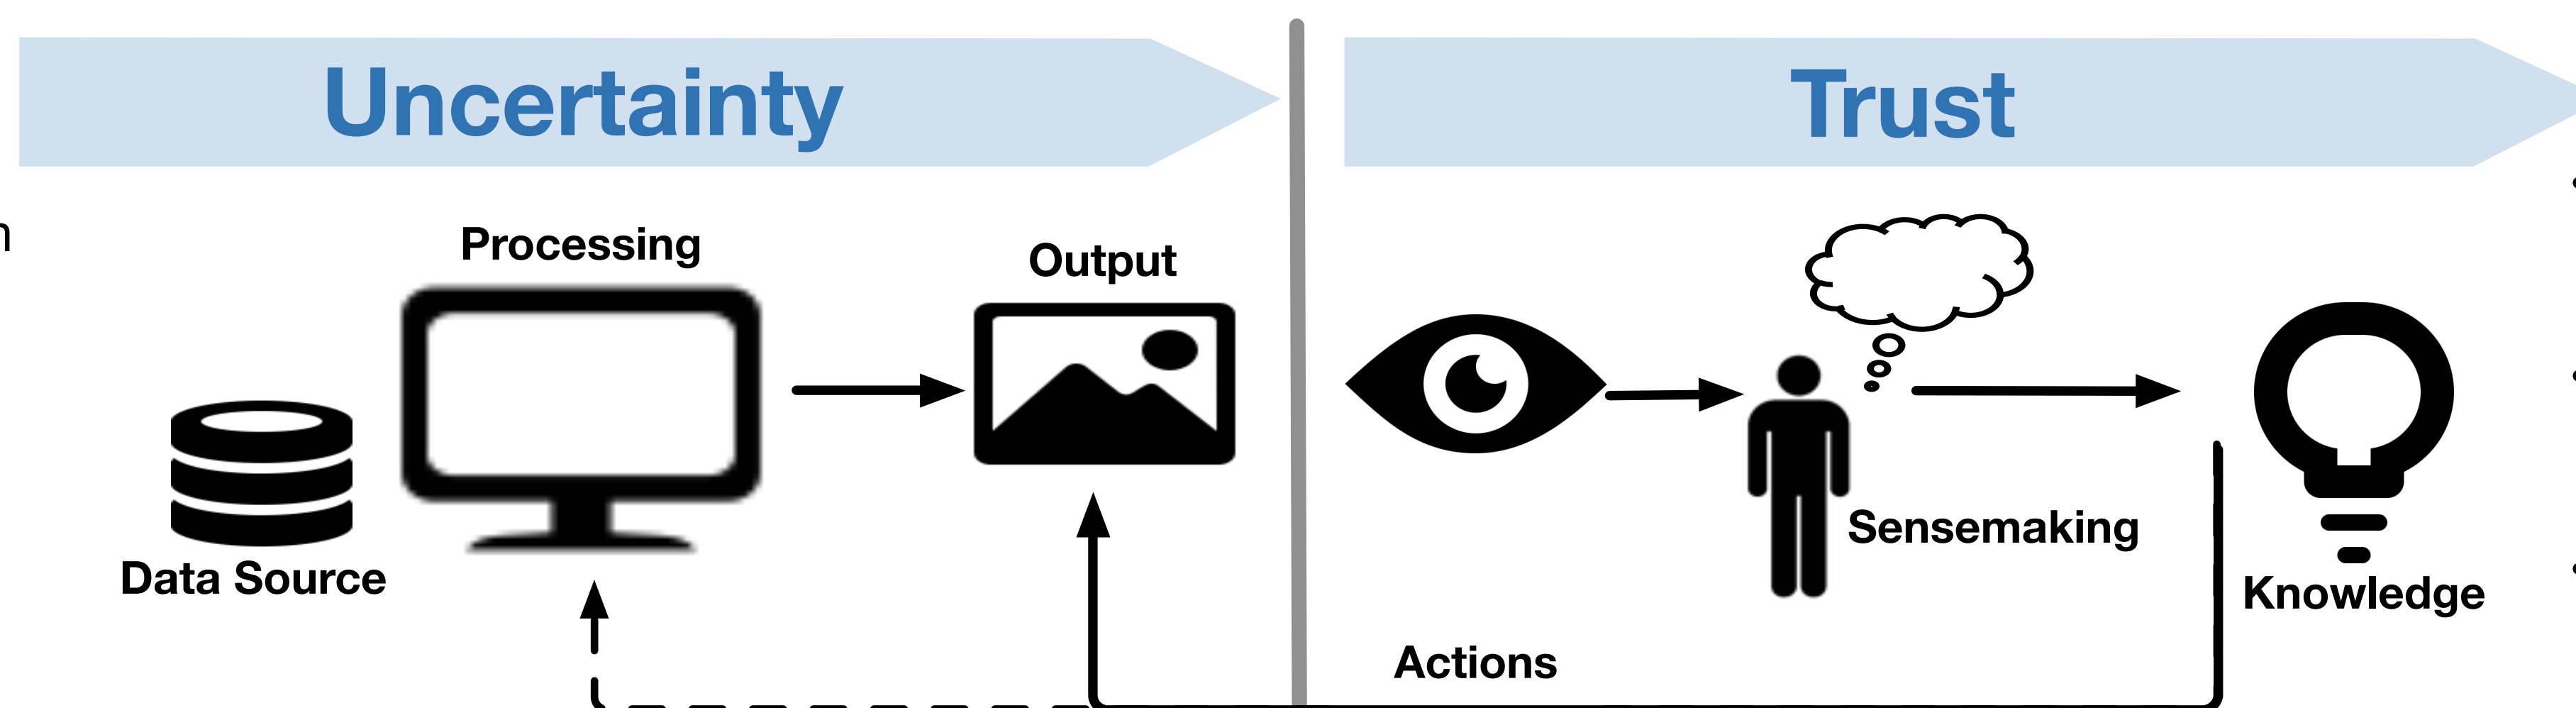 Uncertainty
Trust
Processing
Output
Data Source
Sensemaking
Knowledge
Actions